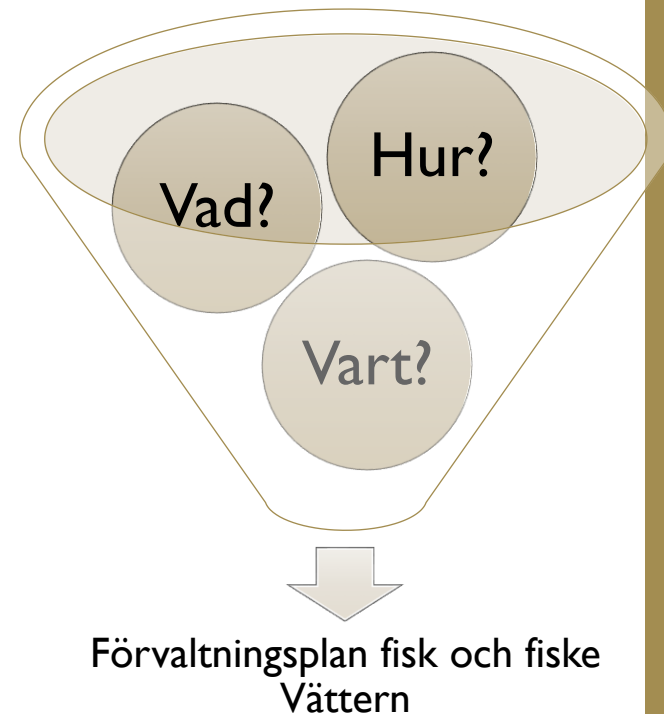 Hur?
Vad?
Vart?
Förvaltningsplan fisk och fiske
Vättern